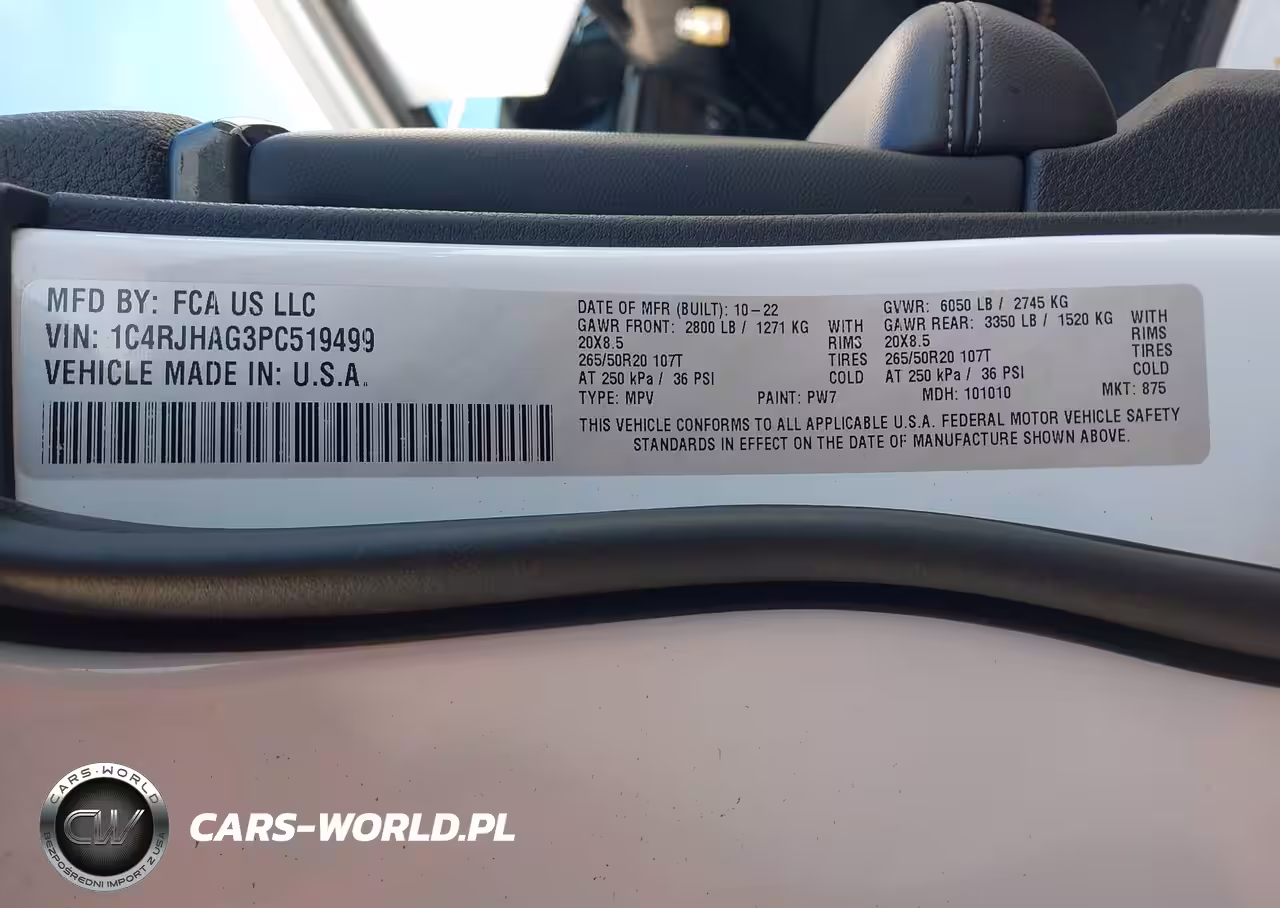 MFD BY: FCA US LLC
VIN: 1C4RJHAG3PC519499
VEHICLE MADE IN: U.S.A.
DATE OF MFR (BUILT): 10-22
GAWR FRONT: 2800 LB / 1271 KG WITH
20X8.5 RIMS
265/50R20 107T TIRES
AT 250 kPa / 36 PSI COLD
GVWR: 6050 LB / 2745 KG
GAWR REAR: 3350 LB / 1520 KG WITH
20X8.5 RIMS
265/50R20 107T TIRES
AT 250 kPa / 36 PSI COLD
TYPE: MPV PAINT: PW7 MDH: 101010 MKT: 875
THIS VEHICLE CONFORMS TO ALL APPLICABLE U.S.A. FEDERAL MOTOR VEHICLE SAFETY
STANDARDS IN EFFECT ON THE DATE OF MANUFACTURE SHOWN ABOVE.
CARS-WORLD
CW
BEZPOŚREDNI IMPORT Z USA
CARS-WORLD.PL